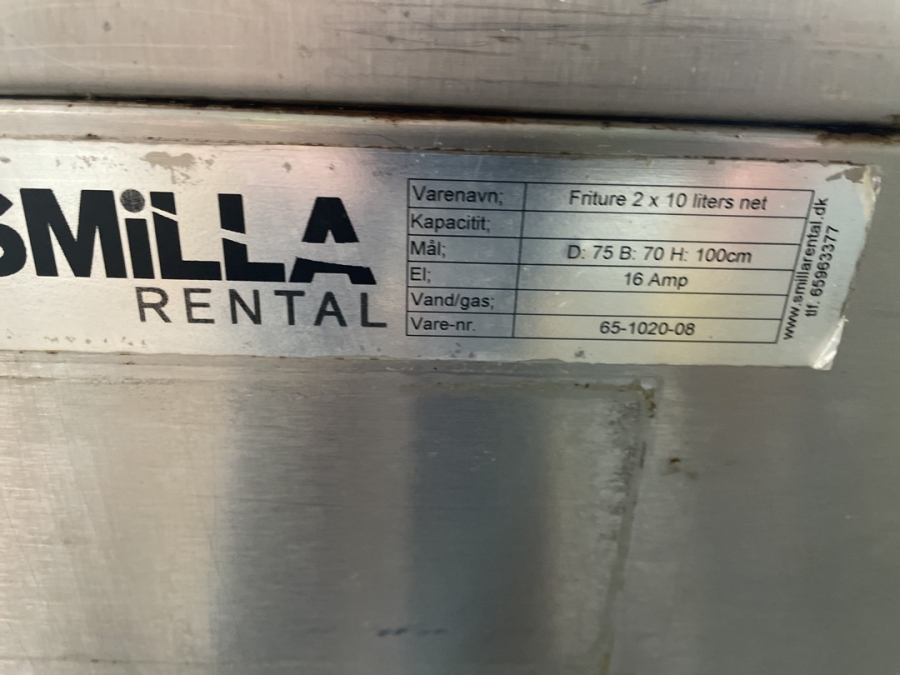 SMiLLA
RENTAL
Varenavn; Friture 2 x 10 liters net
Kapacitit;
Mål; D: 75 B: 70 H: 100cm
El; 16 Amp
Vand/gas;
Vare-nr. 65-1020-08
www.smillarental.dk
tlf. 65963377